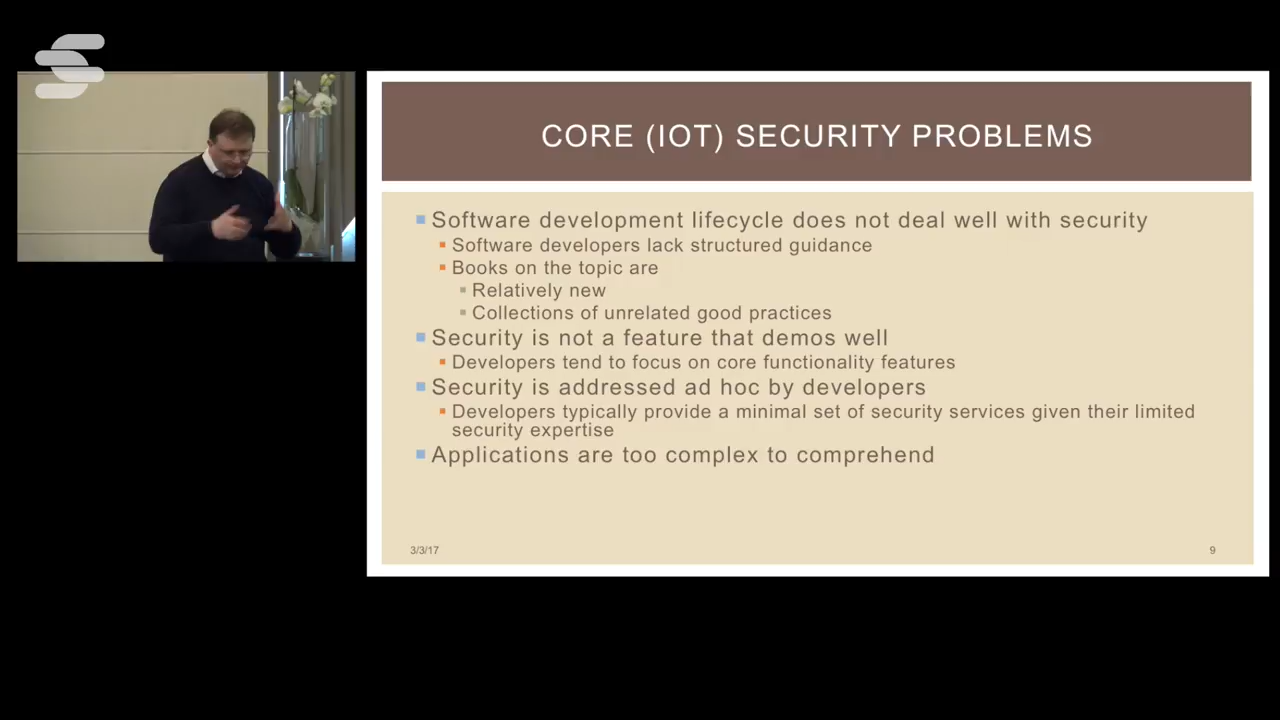 CORE (IOT) SECURITY PROBLEMS
Software development lifecycle does not deal well with security
Software developers lack structured guidance
Books on the topic are
Relatively new
Collections of unrelated good practices
Security is not a feature that demos well
Developers tend to focus on core functionality features
Security is addressed ad hoc by developers
Developers typically provide a minimal set of security services given their limited
security expertise
Applications are too complex to comprehend
3/3/17
9